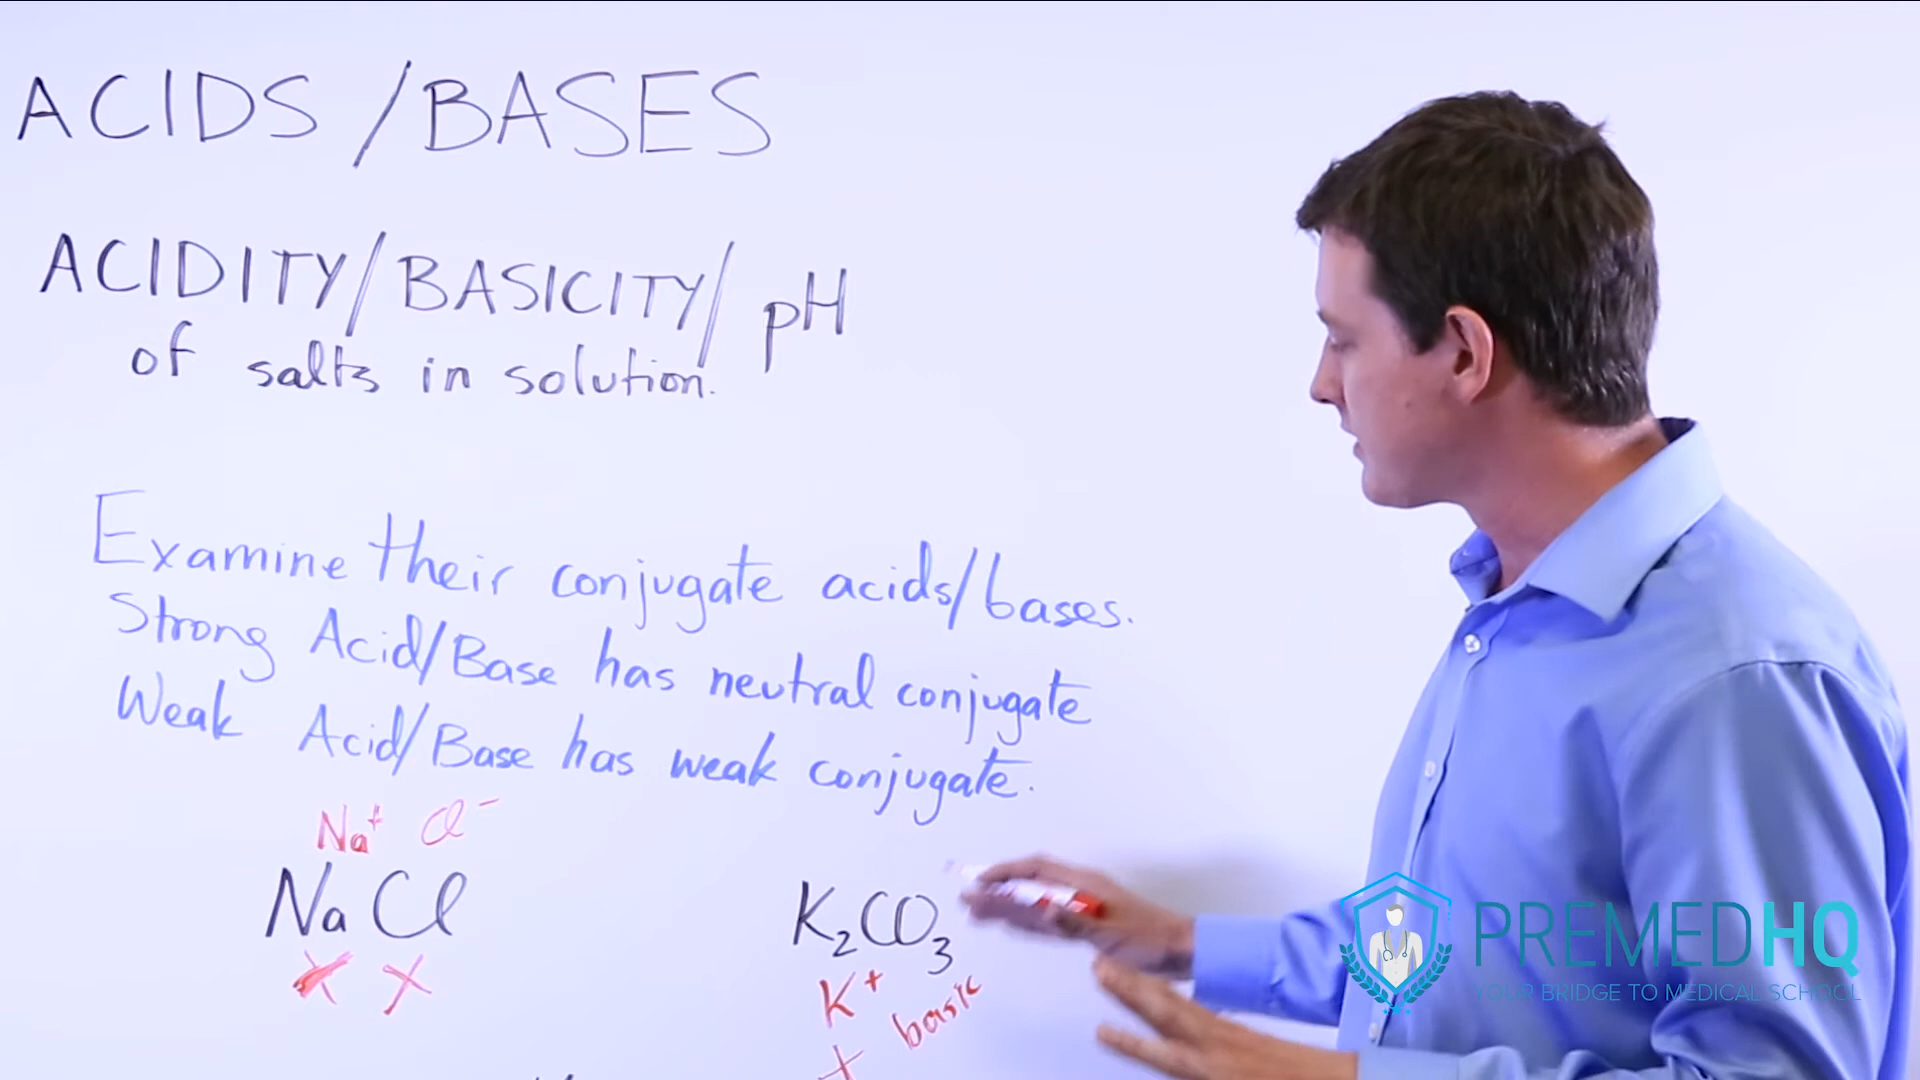 ACIDS/BASES
ACIDITY/BASICITY/pH
of salts in solution.
Examine their conjugate acids/bases.
Strong Acid/Base has neutral conjugate
Weak Acid/Base has weak conjugate.
Na⁺ Cl⁻
NaCl
X X
K₂CO₃
K⁺ basic
X
PREMEDHQ
YOUR BRIDGE TO MEDICAL SCHOOL